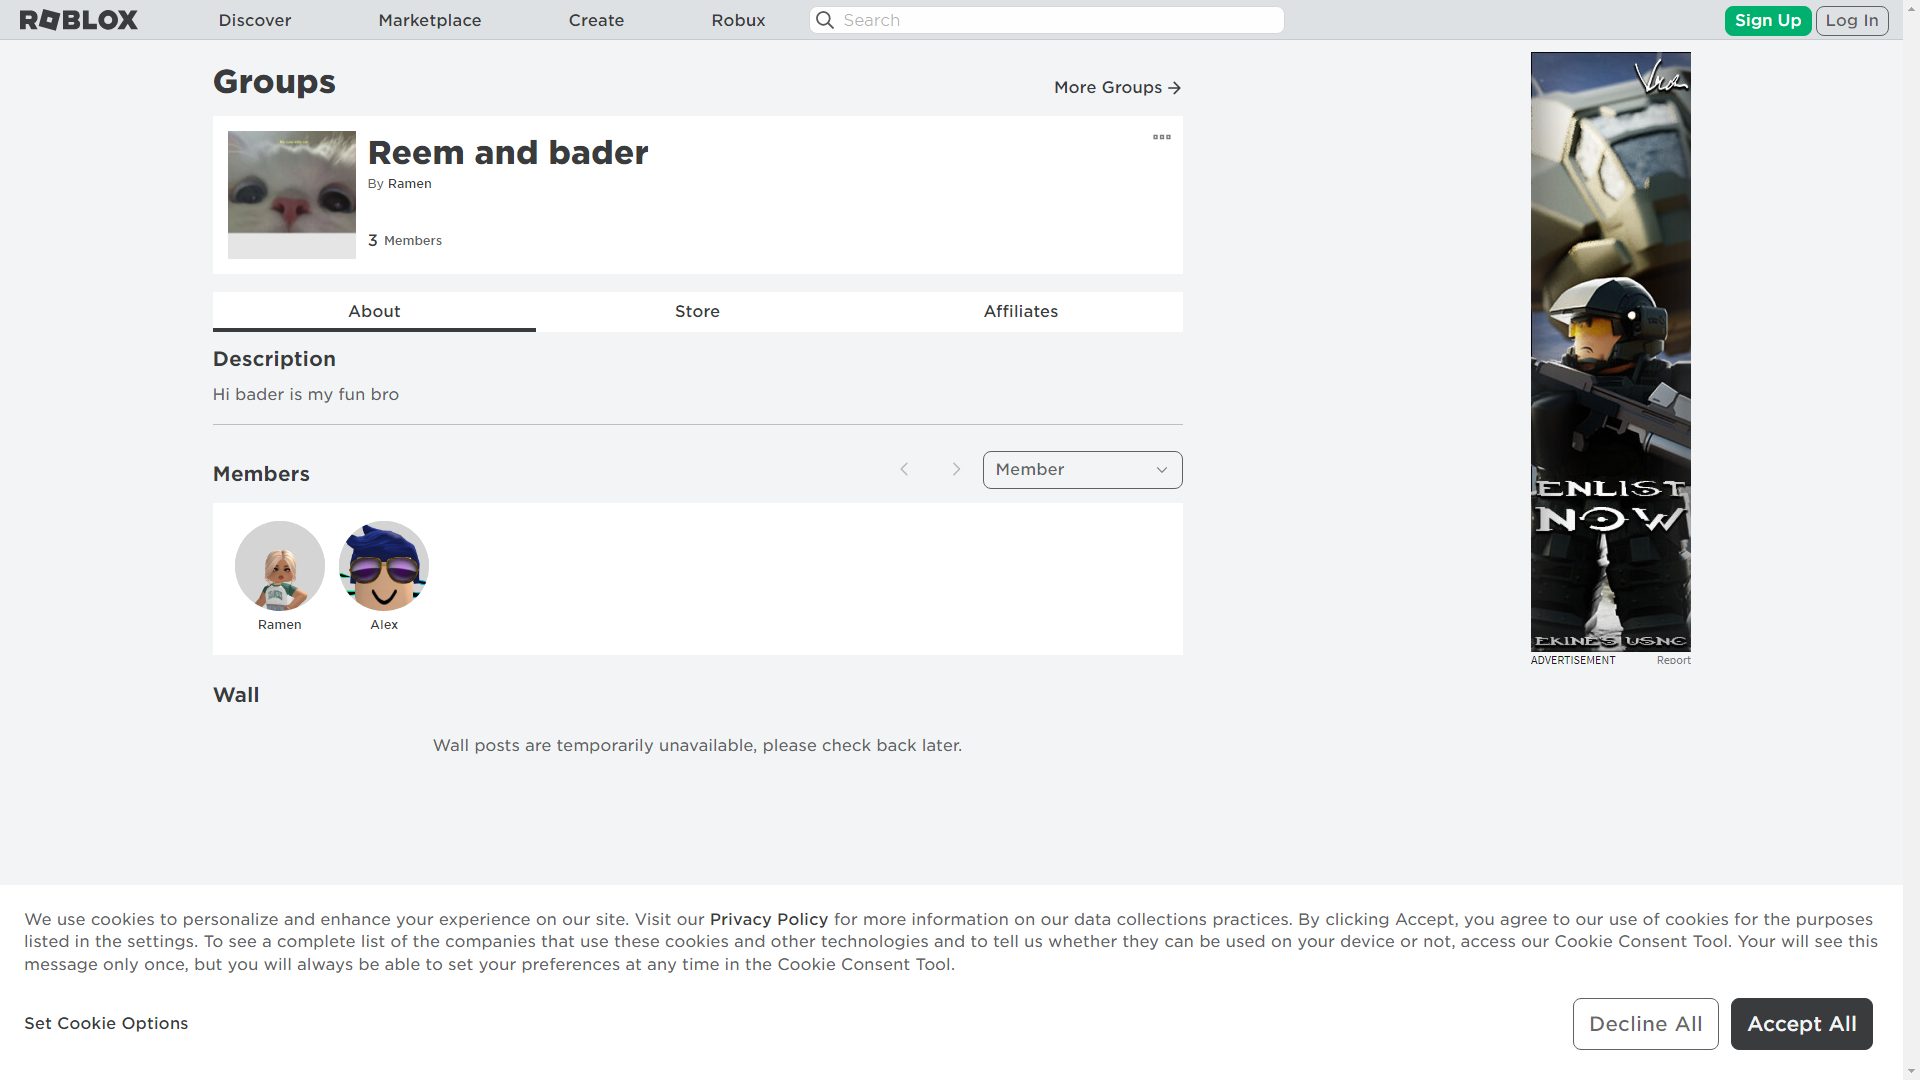 ROBLOX
Discover
Marketplace
Create
Robux
Search
Sign Up
Log In
Groups
More Groups
Reem and bader
By Ramen
3 Members
About
Store
Affiliates
Description
Hi bader is my fun bro
Members
Member
Ramen
Alex
Wall
Wall posts are temporarily unavailable, please check back later.
ENLIST
NOW
EKINES USNC
ADVERTISEMENT
Report
We use cookies to personalize and enhance your experience on our site. Visit our Privacy Policy for more information on our data collections practices. By clicking Accept, you agree to our use of cookies for the purposes
listed in the settings. To see a complete list of the companies that use these cookies and other technologies and to tell us whether they can be used on your device or not, access our Cookie Consent Tool. Your will see this
message only once, but you will always be able to set your preferences at any time in the Cookie Consent Tool.
Set Cookie Options
Decline All
Accept All